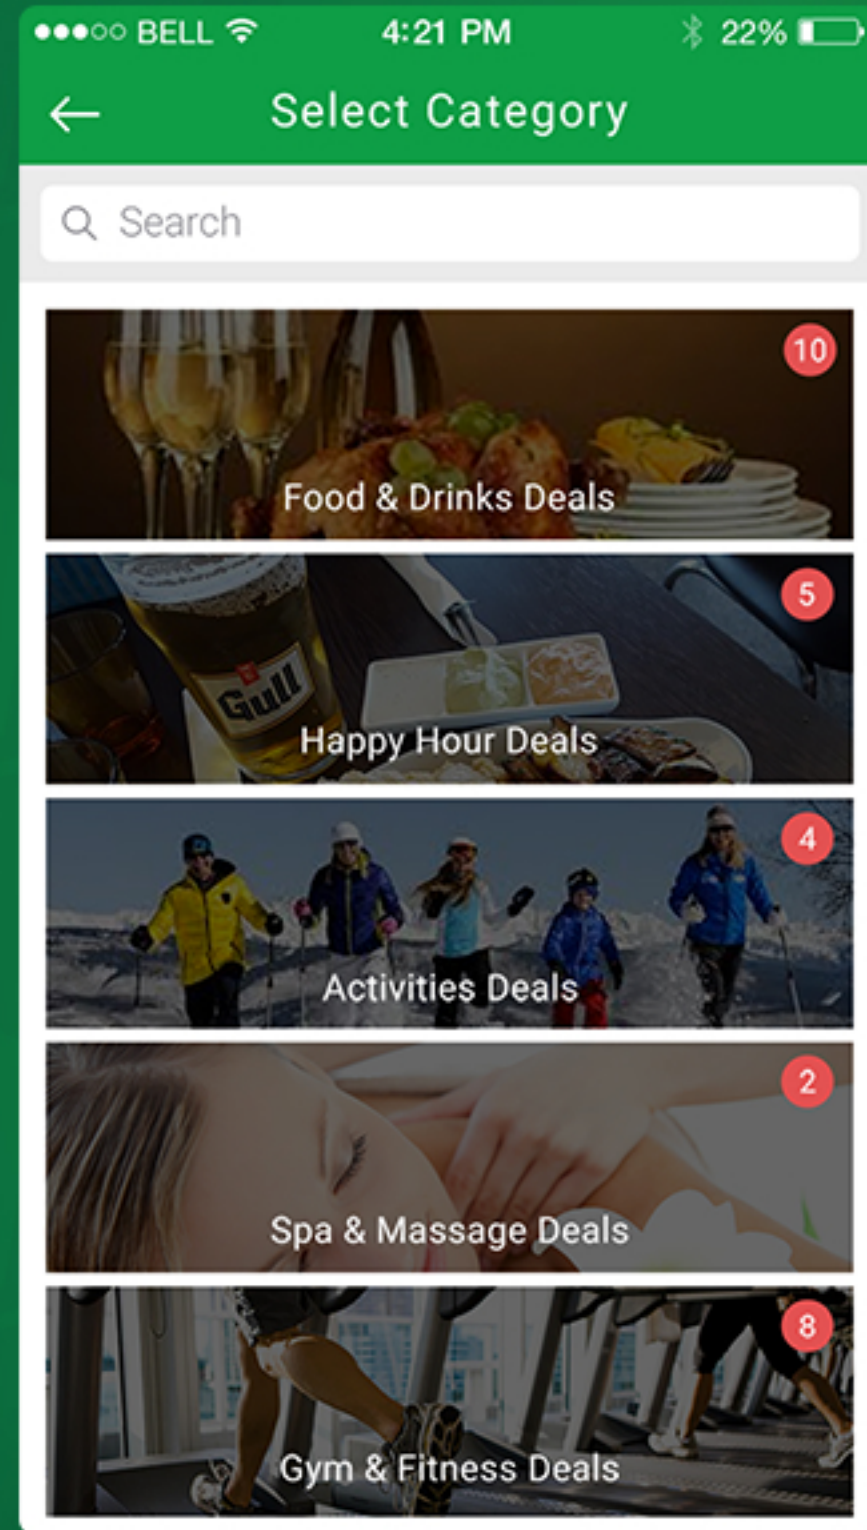 BELL 4:21 PM 22%
Select Category
Search
10
Food & Drinks Deals
5
Gull
Happy Hour Deals
4
Activities Deals
2
Spa & Massage Deals
8
Gym & Fitness Deals